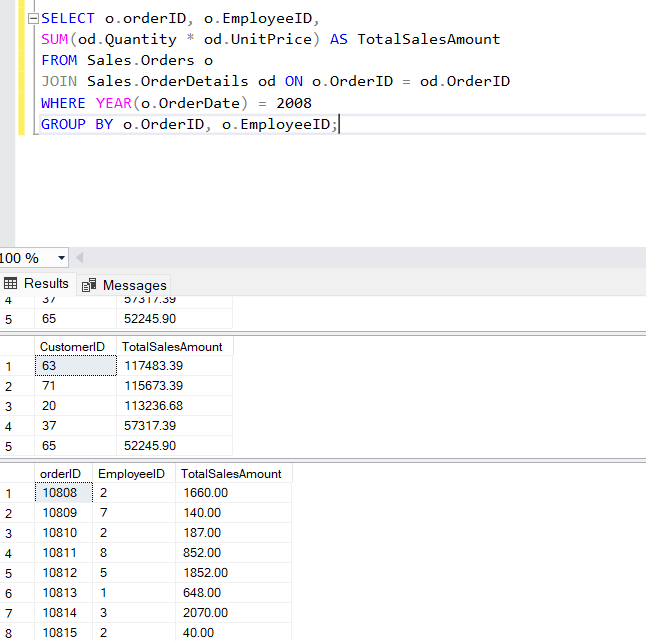 SELECT o.orderID, o.EmployeeID,
SUM(od.Quantity * od.UnitPrice) AS TotalSalesAmount
FROM Sales.Orders o
JOIN Sales.OrderDetails od ON o.OrderID = od.OrderID
WHERE YEAR(o.OrderDate) = 2008
GROUP BY o.OrderID, o.EmployeeID;
100 %
Results Messages
4 37 57317.39
5 65 52245.90
CustomerID TotalSalesAmount
1 63 117483.39
2 71 115673.39
3 20 113236.68
4 37 57317.39
5 65 52245.90
orderID EmployeeID TotalSalesAmount
1 10808 2 1660.00
2 10809 7 140.00
3 10810 2 187.00
4 10811 8 852.00
5 10812 5 1852.00
6 10813 1 648.00
7 10814 3 2070.00
8 10815 2 40.00